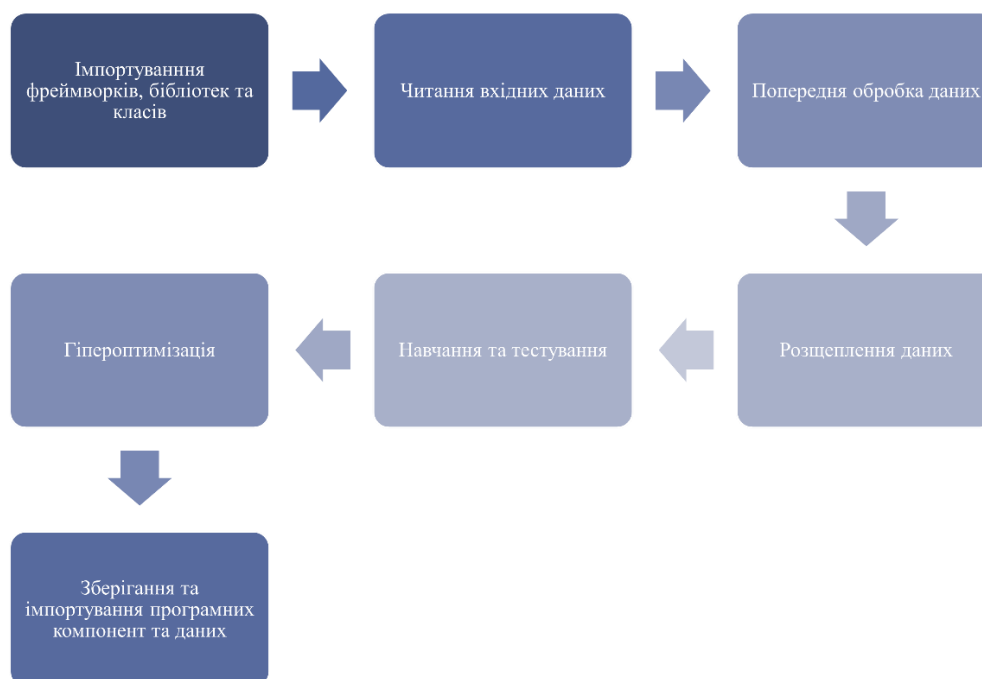 Імпортуванння
фреймворків, бібліотек та
класів
Читання вхідних даних
Попередня обробка даних
Розщеплення даних
Навчання та тестування
Гіпероптимізація
Зберігання та
імпортування програмних
компонент та даних